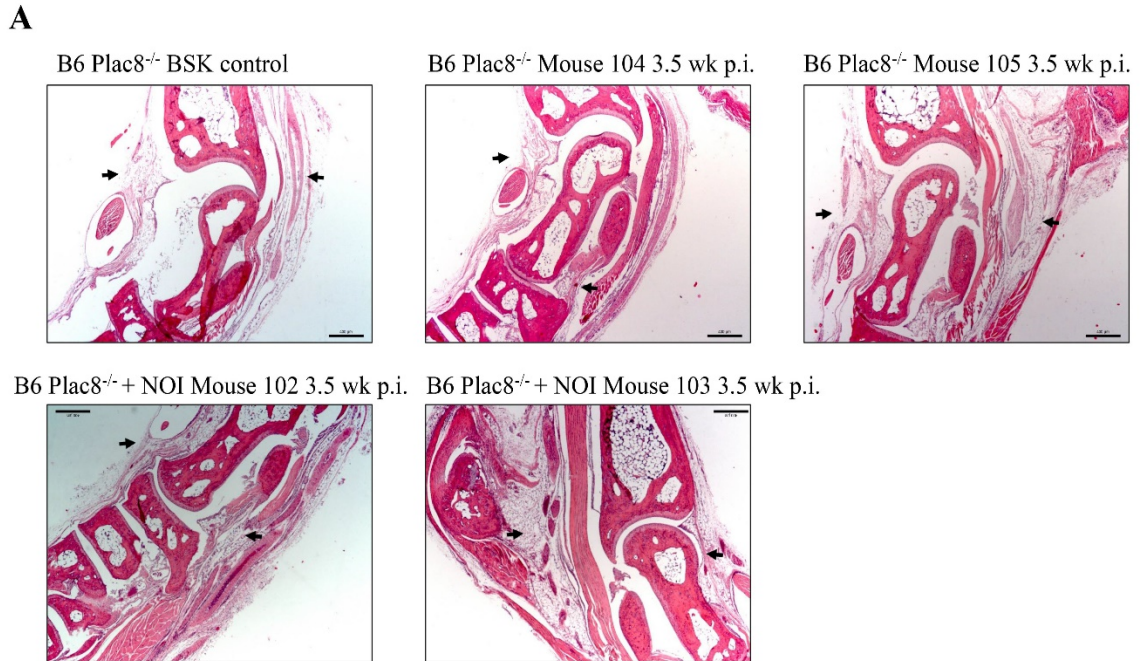 A
B6 Plac8-/- BSK control
B6 Plac8-/- Mouse 104 3.5 wk p.i.
B6 Plac8-/- Mouse 105 3.5 wk p.i.
B6 Plac8-/- + NOI Mouse 102 3.5 wk p.i.
B6 Plac8-/- + NOI Mouse 103 3.5 wk p.i.